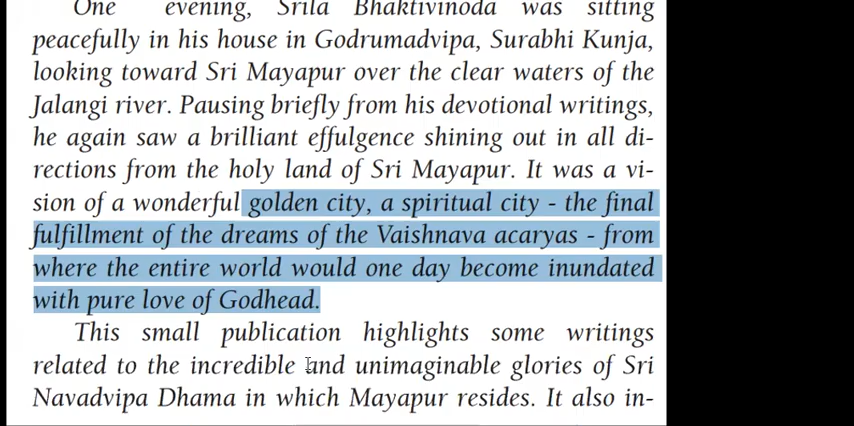 One evening, Srila Bhaktivinoda was sitting
peacefully in his house in Godrumadvipa, Surabhi Kunja,
looking toward Sri Mayapur over the clear waters of the
Jalangi river. Pausing briefly from his devotional writings,
he again saw a brilliant effulgence shining out in all di-
rections from the holy land of Sri Mayapur. It was a vi-
sion of a wonderful golden city, a spiritual city - the final
fulfillment of the dreams of the Vaishnava acaryas - from
where the entire world would one day become inundated
with pure love of Godhead.
This small publication highlights some writings
related to the incredible and unimaginable glories of Sri
Navadvipa Dhama in which Mayapur resides. It also in-